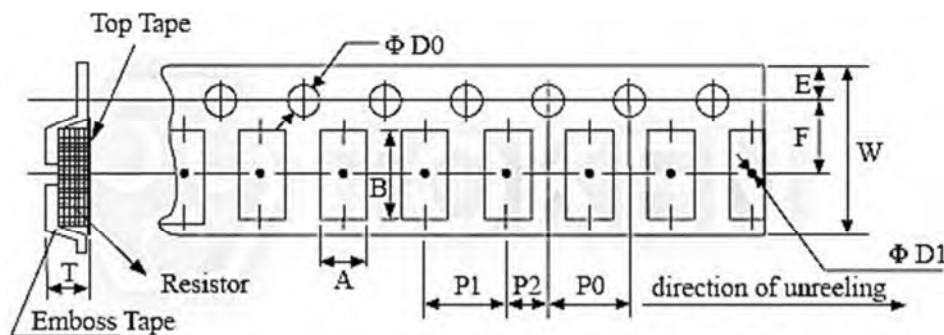 Top Tape
Φ D0
E
F
W
B
Φ D1
T
Resistor
A
P1
P2
P0
direction of unreeling
Emboss Tape